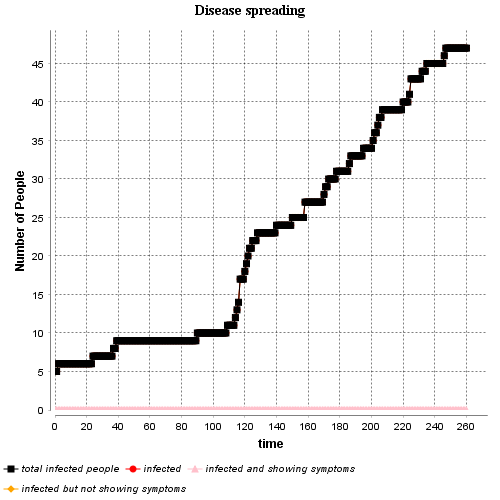 Disease spreading
Number of People
45
40
35
30
25
20
15
10
5
0
0 20 40 60 80 100 120 140 160 180 200 220 240 260
time
total infected people infected infected and showing symptoms
infected but not showing symptoms